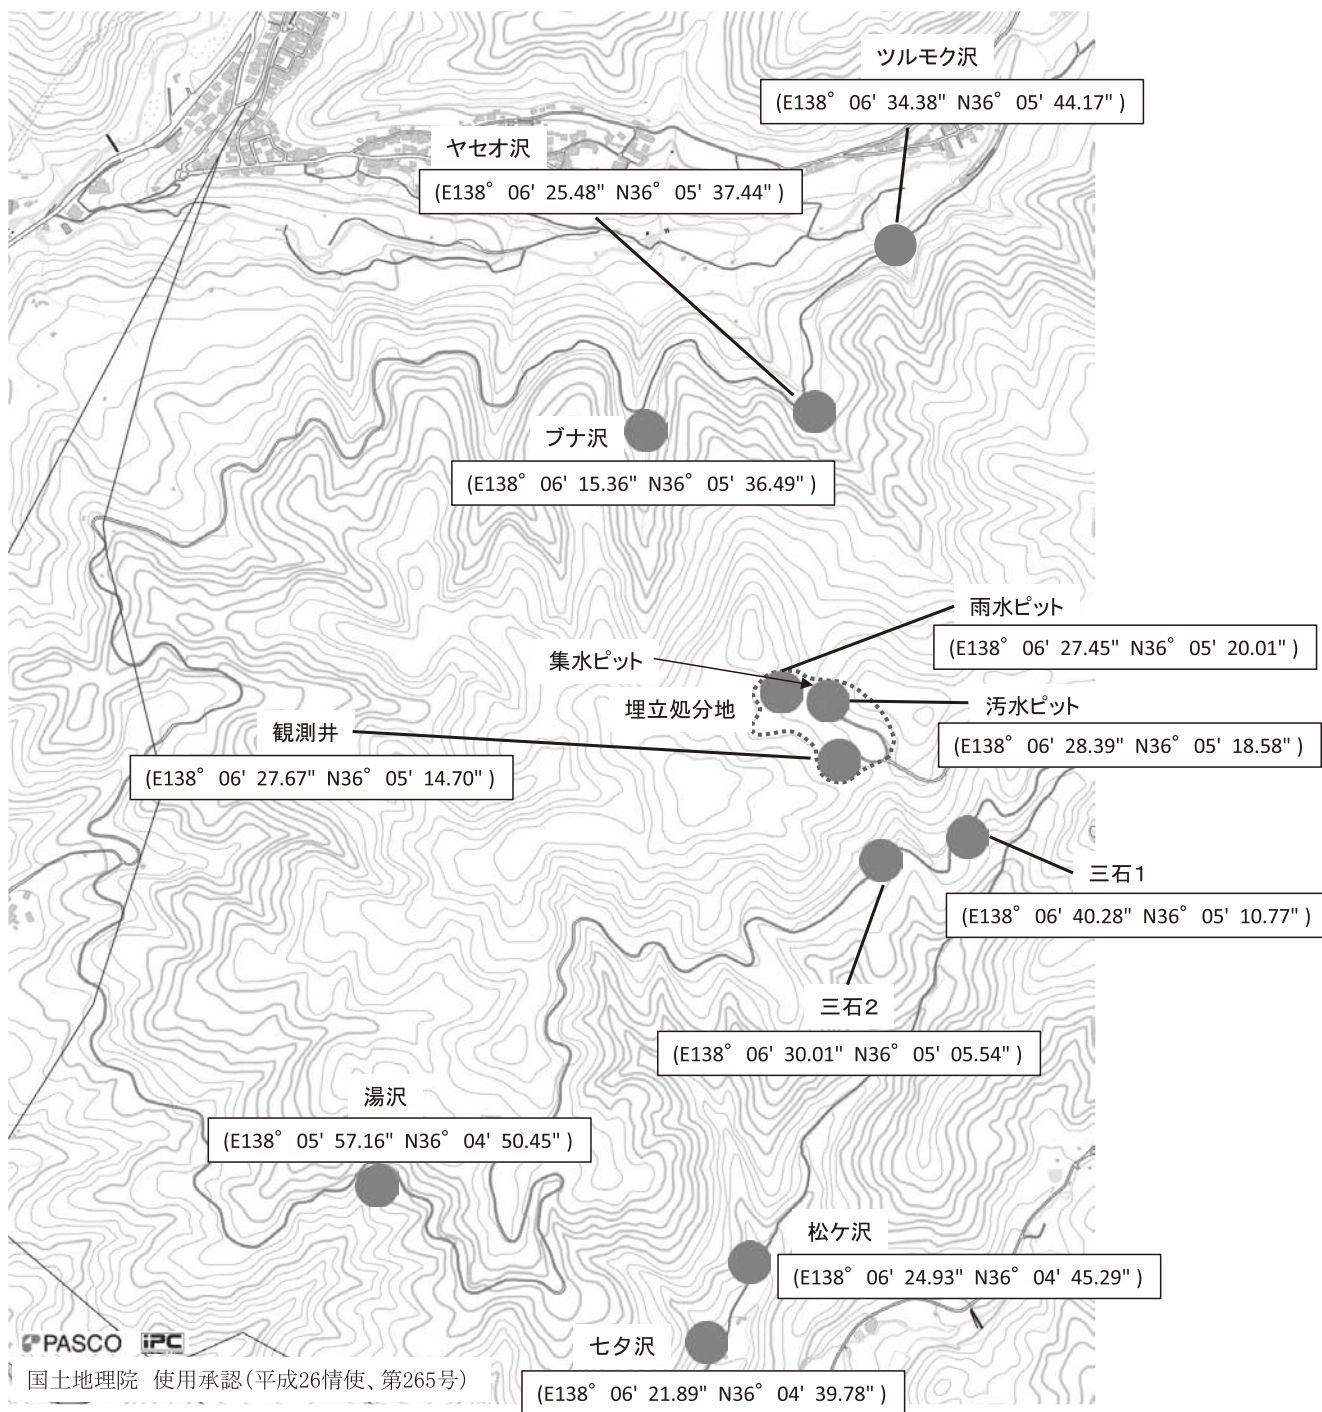 ツルモク沢
(E138° 06' 34.38" N36° 05' 44.17" )
ヤセオ沢
(E138° 06' 25.48" N36° 05' 37.44" )
ブナ沢
(E138° 06' 15.36" N36° 05' 36.49" )
雨水ピット
(E138° 06' 27.45" N36° 05' 20.01" )
集水ピット
埋立処分地
汚水ピット
(E138° 06' 28.39" N36° 05' 18.58" )
観測井
(E138° 06' 27.67" N36° 05' 14.70" )
三石1
(E138° 06' 40.28" N36° 05' 10.77" )
三石2
(E138° 06' 30.01" N36° 05' 05.54" )
湯沢
(E138° 05' 57.16" N36° 04' 50.45" )
松ケ沢
(E138° 06' 24.93" N36° 04' 45.29" )
七夕沢
(E138° 06' 21.89" N36° 04' 39.78" )
PASCO iPC
国土地理院 使用承認(平成26情使、第265号)